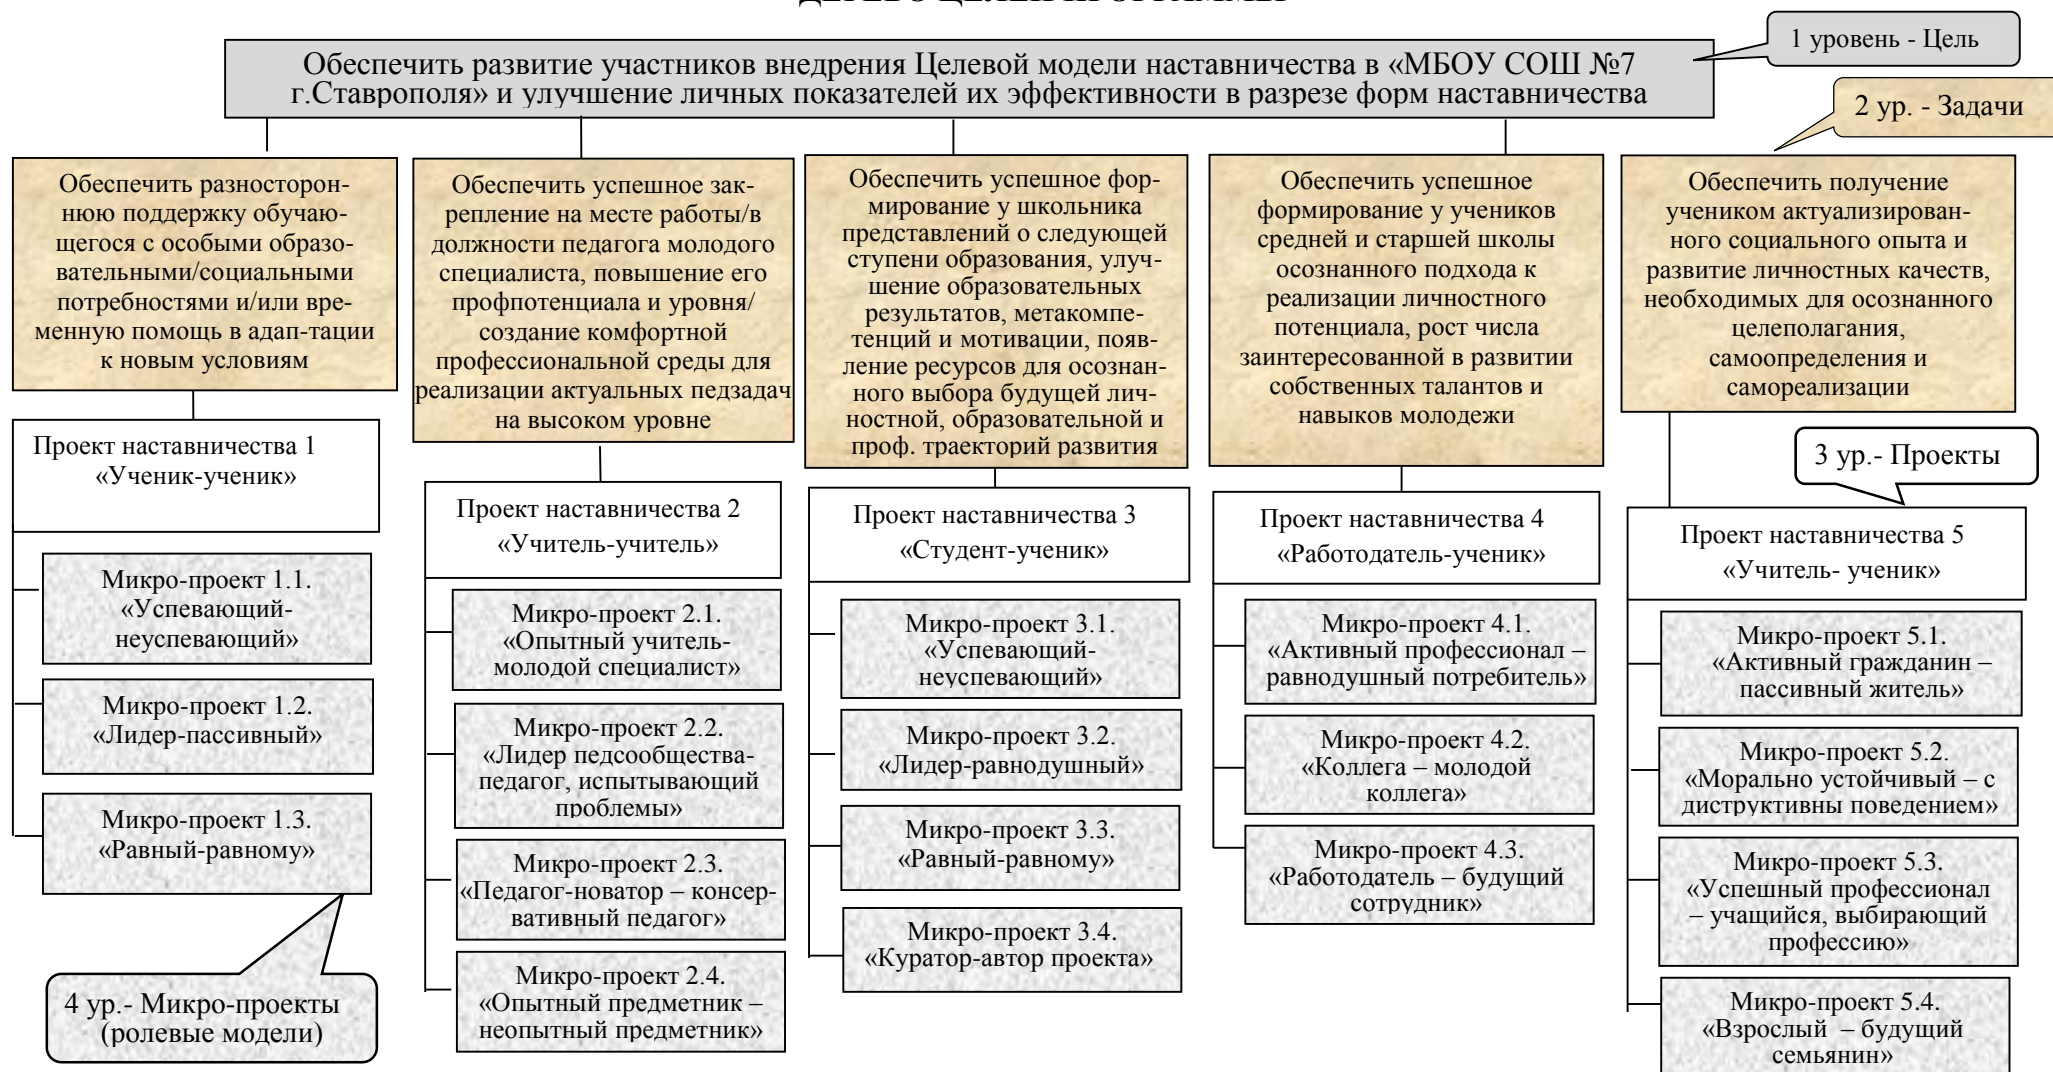 ДЕРЕВО ЦЕЛЕЙ ПРОГРАММЫ
1 уровень - Цель
Обеспечить развитие участников внедрения Целевой модели наставничества в «МБОУ СОШ №7
г.Ставрополя» и улучшение личных показателей их эффективности в разрезе форм наставничества
2 ур. - Задачи
Обеспечить разносторон-
нюю поддержку обучаю-
щегося с особыми образо-
вательными/социальными
потребностями и/или вре-
менную помощь в адап-тации
к новым условиям
Обеспечить успешное зак-
репление на месте работы/в
должности педагога молодого
специалиста, повышение его
профпотенциала и уровня/
создание комфортной
профессиональной среды для
реализации актуальных педзадач
на высоком уровне
Обеспечить успешное фор-
мирование у школьника
представлений о следующей
ступени образования, улуч-
шение образовательных
результатов, метакомпе-
тенций и мотивации, появ-
ление ресурсов для осознан-
ного выбора будущей лич-
ностной, образовательной и
проф. траекторий развития
Обеспечить успешное
формирование у учеников
средней и старшей школы
осознанного подхода к
реализации личностного
потенциала, рост числа
заинтересованной в развитии
собственных талантов и
навыков молодежи
Обеспечить получение
учеником актуализирован-
ного социального опыта и
развитие личностных качеств,
необходимых для осознанного
целеполагания,
самоопределения и
самореализации
3 ур.- Проекты
Проект наставничества 1
«Ученик-ученик»
Микро-проект 1.1.
«Успевающий-
неуспевающий»
Микро-проект 1.2.
«Лидер-пассивный»
Микро-проект 1.3.
«Равный-равному»
4 ур.- Микро-проекты
(ролевые модели)
Проект наставничества 2
«Учитель-учитель»
Микро-проект 2.1.
«Опытный учитель-
молодой специалист»
Микро-проект 2.2.
«Лидер педсообщества-
педагог, испытывающий
проблемы»
Микро-проект 2.3.
«Педагог-новатор – консер-
вативный педагог»
Микро-проект 2.4.
«Опытный предметник –
неопытный предметник»
Проект наставничества 3
«Студент-ученик»
Микро-проект 3.1.
«Успевающий-
неуспевающий»
Микро-проект 3.2.
«Лидер-равнодушный»
Микро-проект 3.3.
«Равный-равному»
Микро-проект 3.4.
«Куратор-автор проекта»
Проект наставничества 4
«Работодатель-ученик»
Микро-проект 4.1.
«Активный профессионал –
равнодушный потребитель»
Микро-проект 4.2.
«Коллега – молодой
коллега»
Микро-проект 4.3.
«Работодатель – будущий
сотрудник»
Проект наставничества 5
«Учитель- ученик»
Микро-проект 5.1.
«Активный гражданин –
пассивный житель»
Микро-проект 5.2.
«Морально устойчивый – с
диструктивны поведением»
Микро-проект 5.3.
«Успешный профессионал
– учащийся, выбирающий
профессию»
Микро-проект 5.4.
«Взрослый – будущий
семьянин»